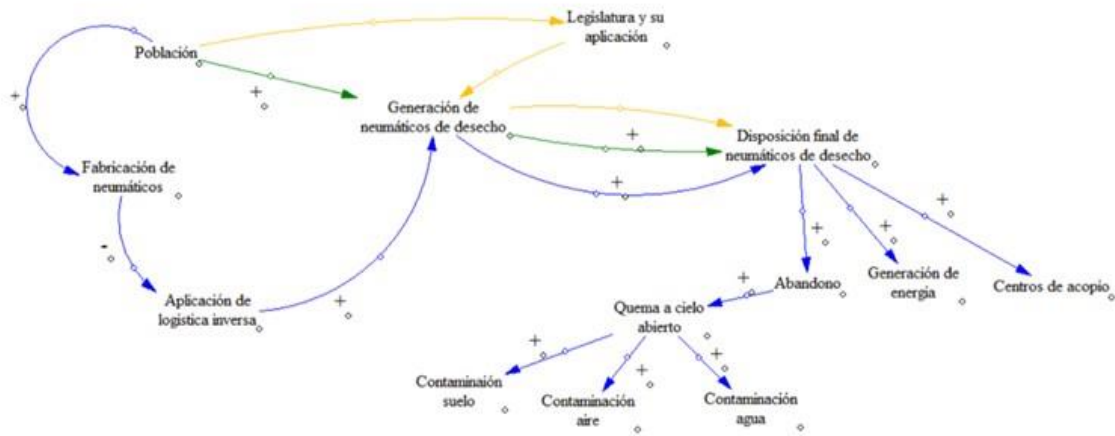 Legislatura y su
aplicación
Población
+
+
Generación de
neumáticos de desecho
+
Disposición final de
neumáticos de desecho
Fabricación de
neumáticos
+
-
+
+
+
Aplicación de
logística inversa
+
+
Abandono
Generación de
energía
Centros de acopio
Quema a cielo
abierto
+
+
+
Contaminaión
suelo
Contaminación
aire
Contaminación
agua